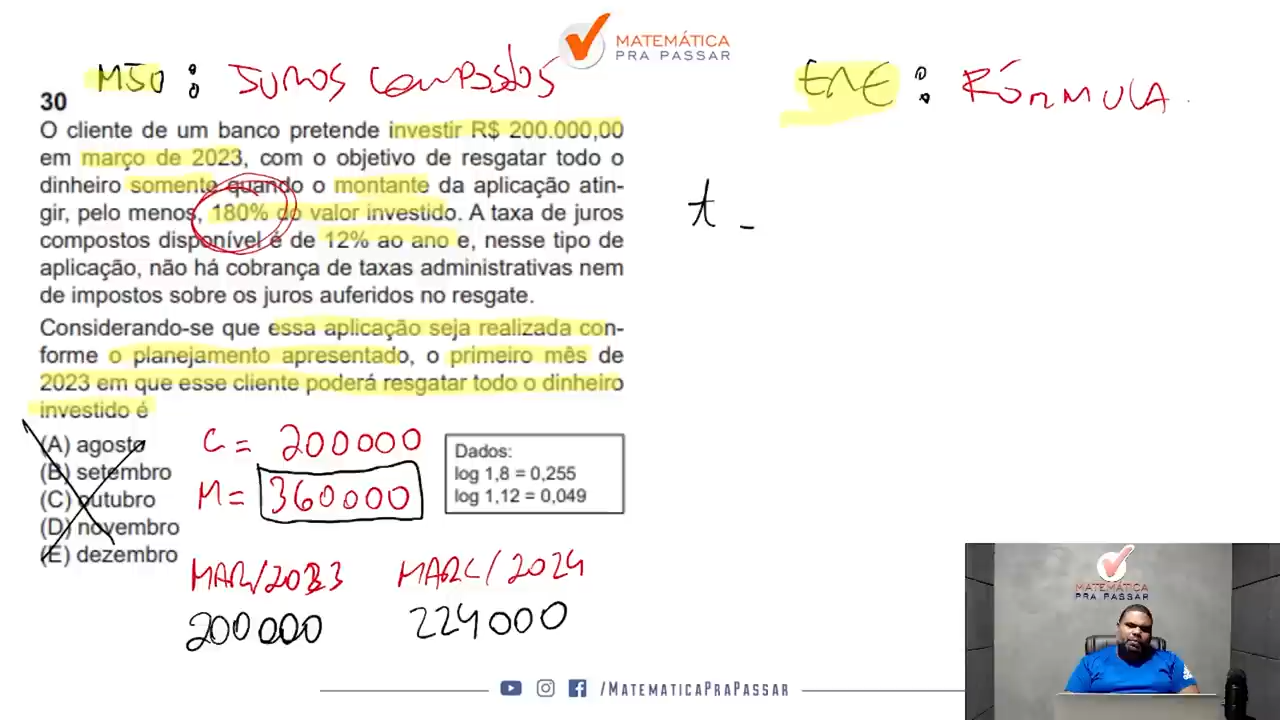 MATEMÁTICA
PRA PASSAR
MJO : JUROS COMPOSTOS
EME : FÓRMULA.
30
O cliente de um banco pretende investir R$ 200.000,00
em março de 2023, com o objetivo de resgatar todo o
dinheiro somente quando o montante da aplicação atin-
gir, pelo menos, 180% do valor investido. A taxa de juros
compostos disponível é de 12% ao ano e, nesse tipo de
aplicação, não há cobrança de taxas administrativas nem
de impostos sobre os juros auferidos no resgate.
Considerando-se que essa aplicação seja realizada con-
forme o planejamento apresentado, o primeiro mês de
2023 em que esse cliente poderá resgatar todo o dinheiro
investido é
(A) agosto
(B) setembro
(C) outubro
(D) novembro
(E) dezembro
C = 200000
M = 360000
Dados:
log 1,8 = 0,255
log 1,12 = 0,049
MAR/2023 MARC/2024
200000 224000
t -
MATEMÁTICA
PRA PASSAR
/MATEMATICAPRAPASSAR